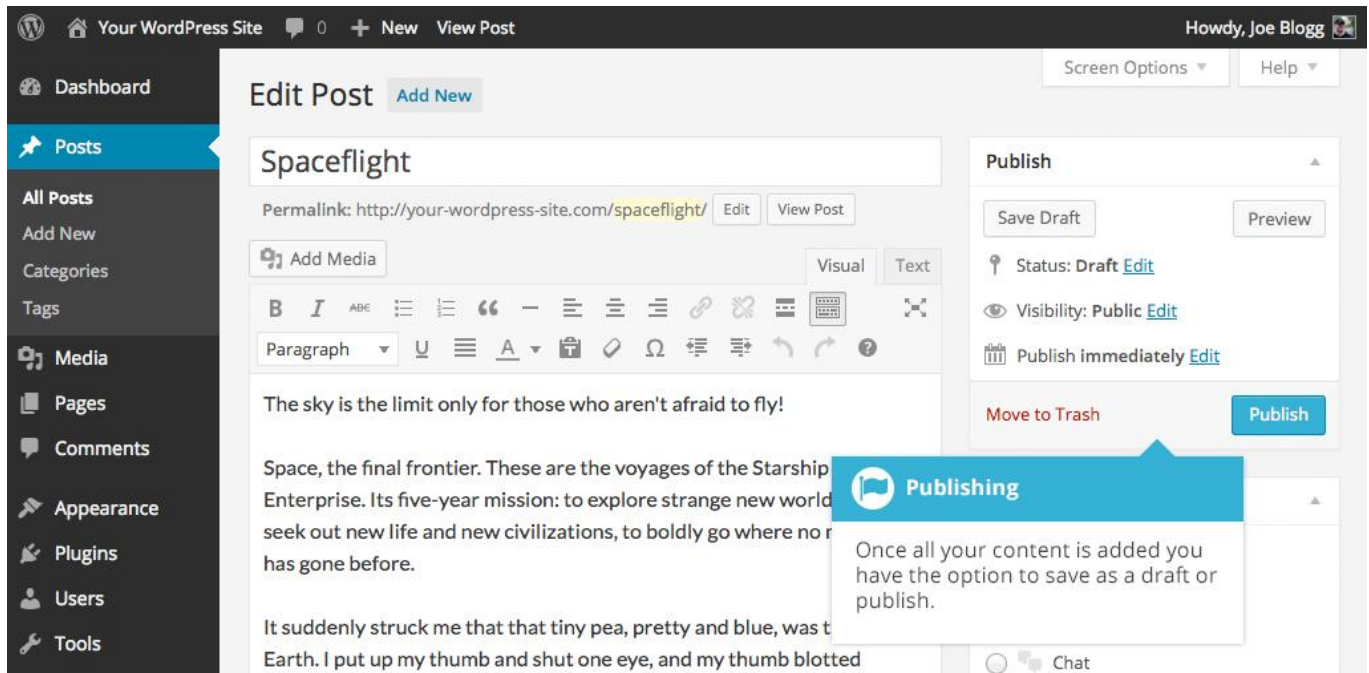 Your WordPress Site 0 + New View Post Howdy, Joe Blogg
Screen Options Help
Dashboard
Posts
All Posts
Add New
Categories
Tags
Media
Pages
Comments
Appearance
Plugins
Users
Tools
Edit Post Add New
Spaceflight
Permalink: http://your-wordpress-site.com/spaceflight/ Edit View Post
Add Media
Visual Text
B I ABC
Paragraph U A T Ω ?
The sky is the limit only for those who aren't afraid to fly!
Space, the final frontier. These are the voyages of the Starship
Enterprise. Its five-year mission: to explore strange new world
seek out new life and new civilizations, to boldly go where no
has gone before.
It suddenly struck me that that tiny pea, pretty and blue, was
Earth. I put up my thumb and shut one eye, and my thumb blotted
Publish
Save Draft Preview
Status: Draft Edit
Visibility: Public Edit
Publish immediately Edit
Move to Trash Publish
Publishing
Once all your content is added you
have the option to save as a draft or
publish.
Chat